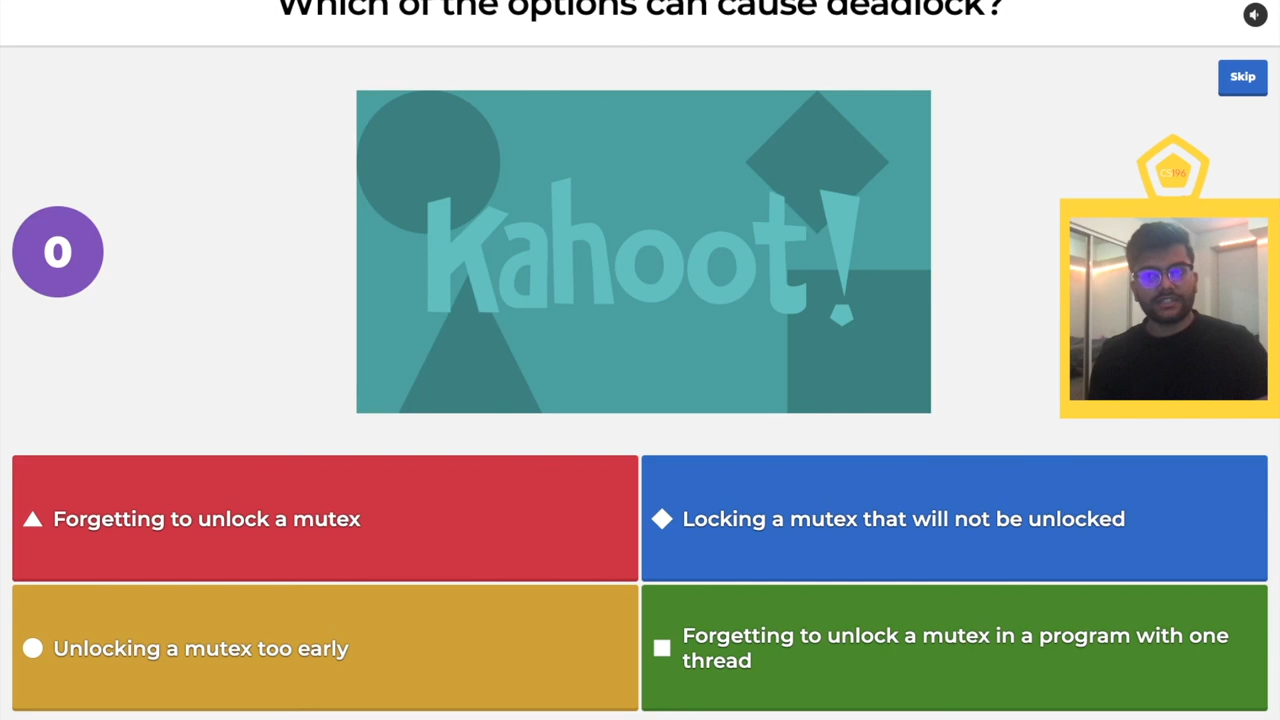 Which of the options can cause deadlock?
Skip
CS196
0
Kahoot!
Forgetting to unlock a mutex
Locking a mutex that will not be unlocked
Unlocking a mutex too early
Forgetting to unlock a mutex in a program with one
thread